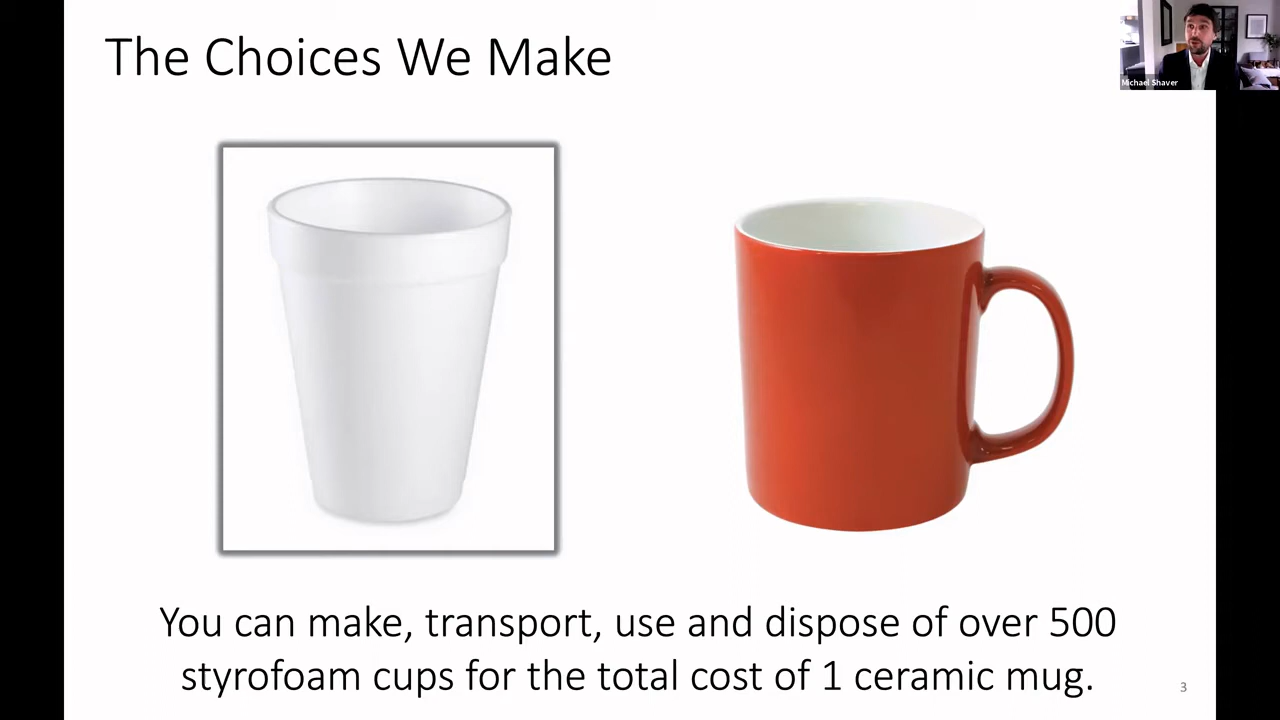 The Choices We Make
Michael Shaver
You can make, transport, use and dispose of over 500
styrofoam cups for the total cost of 1 ceramic mug.
3